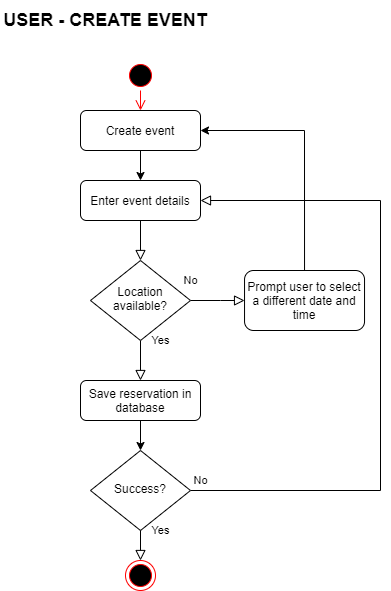 USER - CREATE EVENT
Create event
Enter event details
Location
available?
No
Prompt user to select
a different date and
time
Yes
Save reservation in
database
Success?
No
Yes